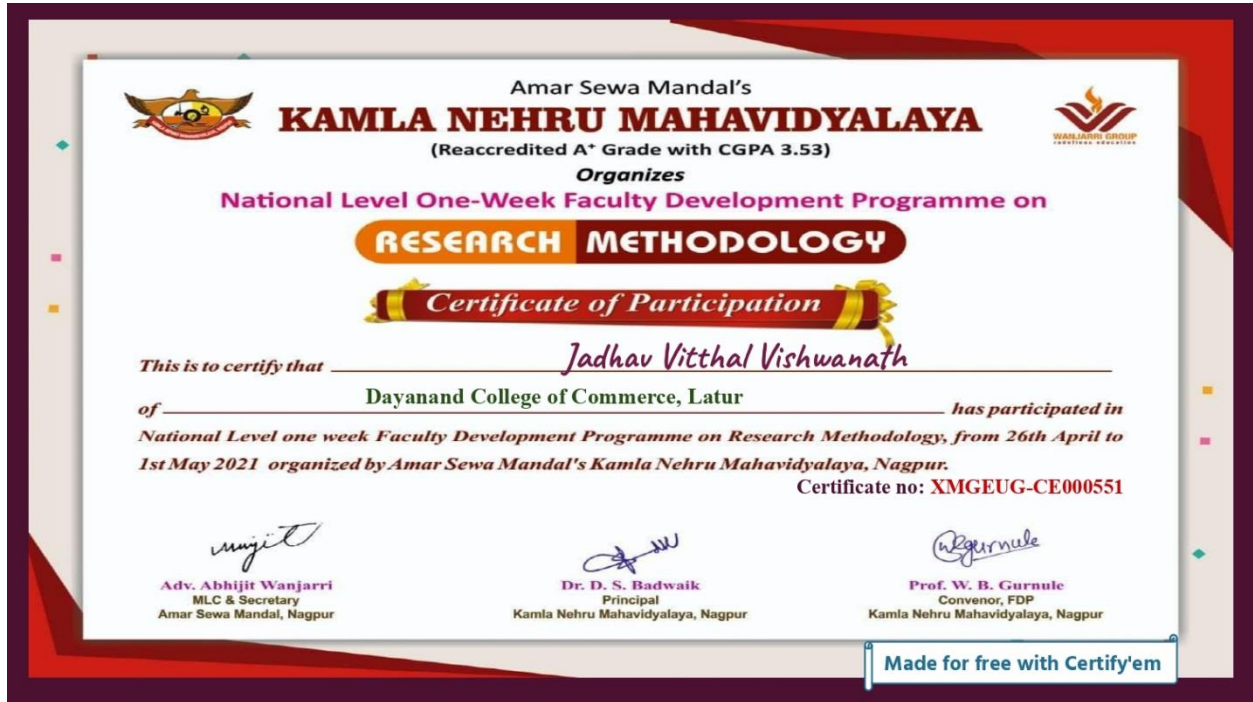 Amar Sewa Mandal's
KAMLA NEHRU MAHAVIDYALAYA
(Reaccredited A⁺ Grade with CGPA 3.53)
WANJARRI GROUP
redefines education
Organizes
National Level One-Week Faculty Development Programme on
RESEARCH METHODOLOGY
Certificate of Participation
This is to certify that Jadhav Vitthal Vishwanath
of Dayanand College of Commerce, Latur has participated in
National Level one week Faculty Development Programme on Research Methodology, from 26th April to
1st May 2021 organized by Amar Sewa Mandal's Kamla Nehru Mahavidyalaya, Nagpur.
Certificate no: XMGEUG-CE000551
Adv. Abhijit Wanjarri
MLC & Secretary
Amar Sewa Mandal, Nagpur
Dr. D. S. Badwaik
Principal
Kamla Nehru Mahavidyalaya, Nagpur
WBGurnule
Prof. W. B. Gurnule
Convenor, FDP
Kamla Nehru Mahavidyalaya, Nagpur
Made for free with Certify'em